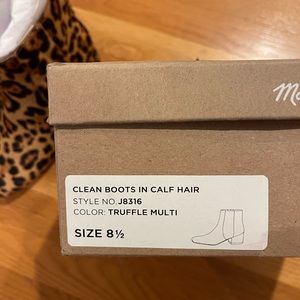 CLEAN BOOTS IN CALF HAIR
STYLE NO. J8316
COLOR: TRUFFLE MULTI
SIZE 8½